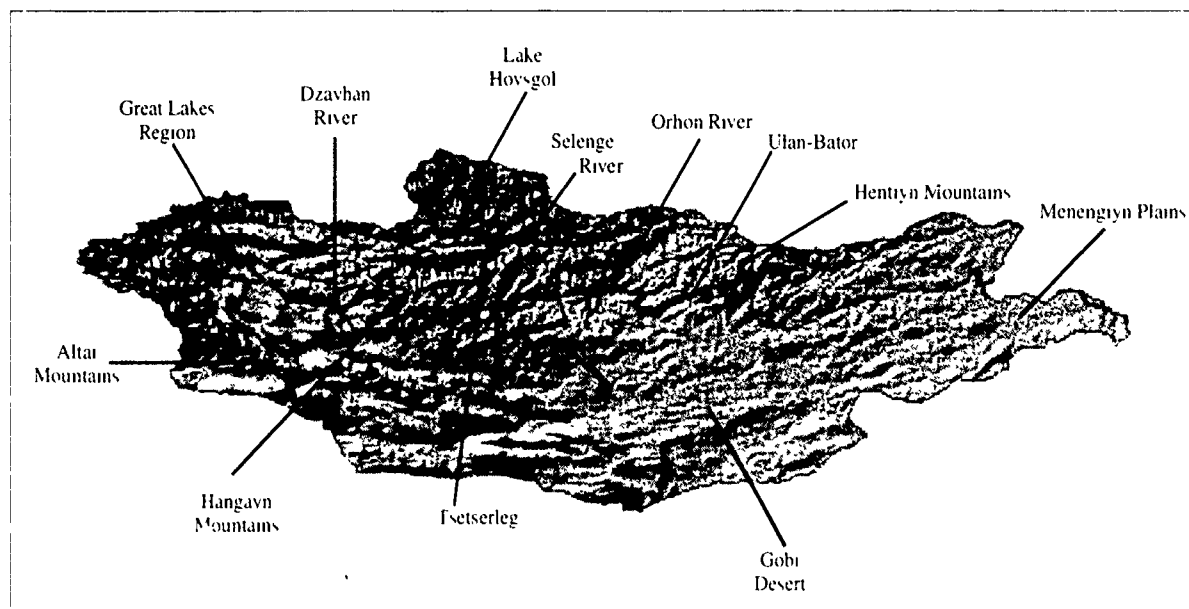 Lake
Hovsgol
Dzavhan
River
Great Lakes
Region
Selenge
River
Orhon River
Ulan-Bator
Hentiyn Mountains
Menengiyn Plains
Altai
Mountains
Hangavn
Mountains
Tsetserleg
Gobi
Desert